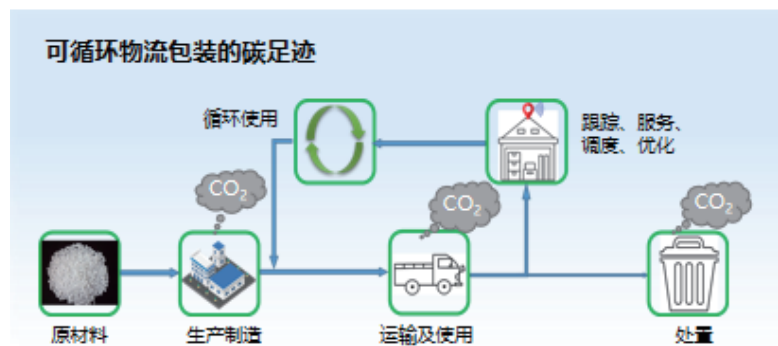 可循环物流包装的碳足迹
循环使用
跟踪、服务、
调度、优化
CO2
CO2
CO2
原材料
生产制造
运输及使用
处置